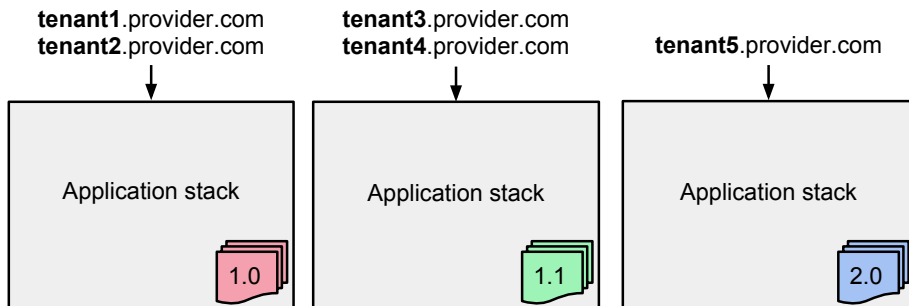 tenant1.provider.com
tenant2.provider.com
Application stack
1.0
tenant3.provider.com
tenant4.provider.com
Application stack
1.1
tenant5.provider.com
Application stack
2.0